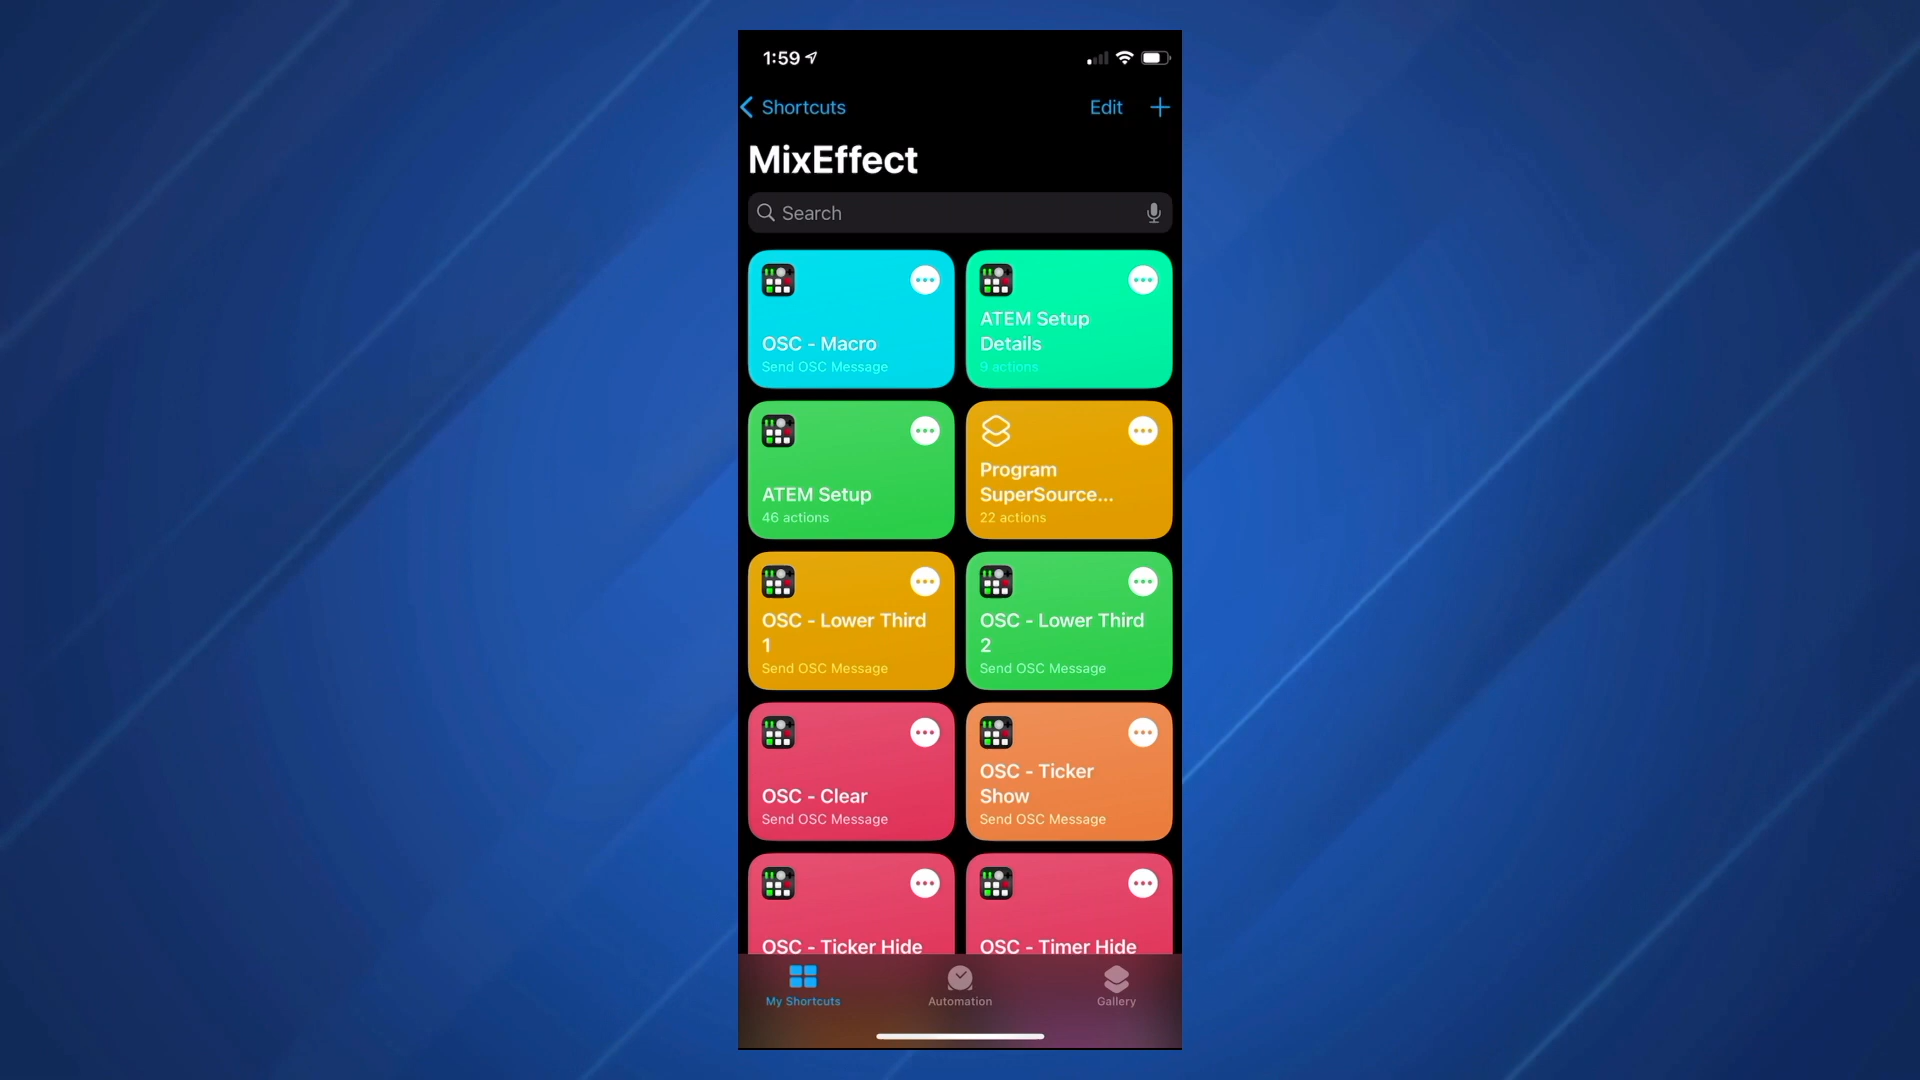 1:59
Shortcuts
Edit
MixEffect
Search
OSC - Macro
Send OSC Message
ATEM Setup
Details
9 actions
ATEM Setup
46 actions
Program
SuperSource...
22 actions
OSC - Lower Third
1
Send OSC Message
OSC - Lower Third
2
Send OSC Message
OSC - Clear
Send OSC Message
OSC - Ticker
Show
Send OSC Message
OSC - Ticker Hide
OSC - Timer Hide
My Shortcuts
Automation
Gallery